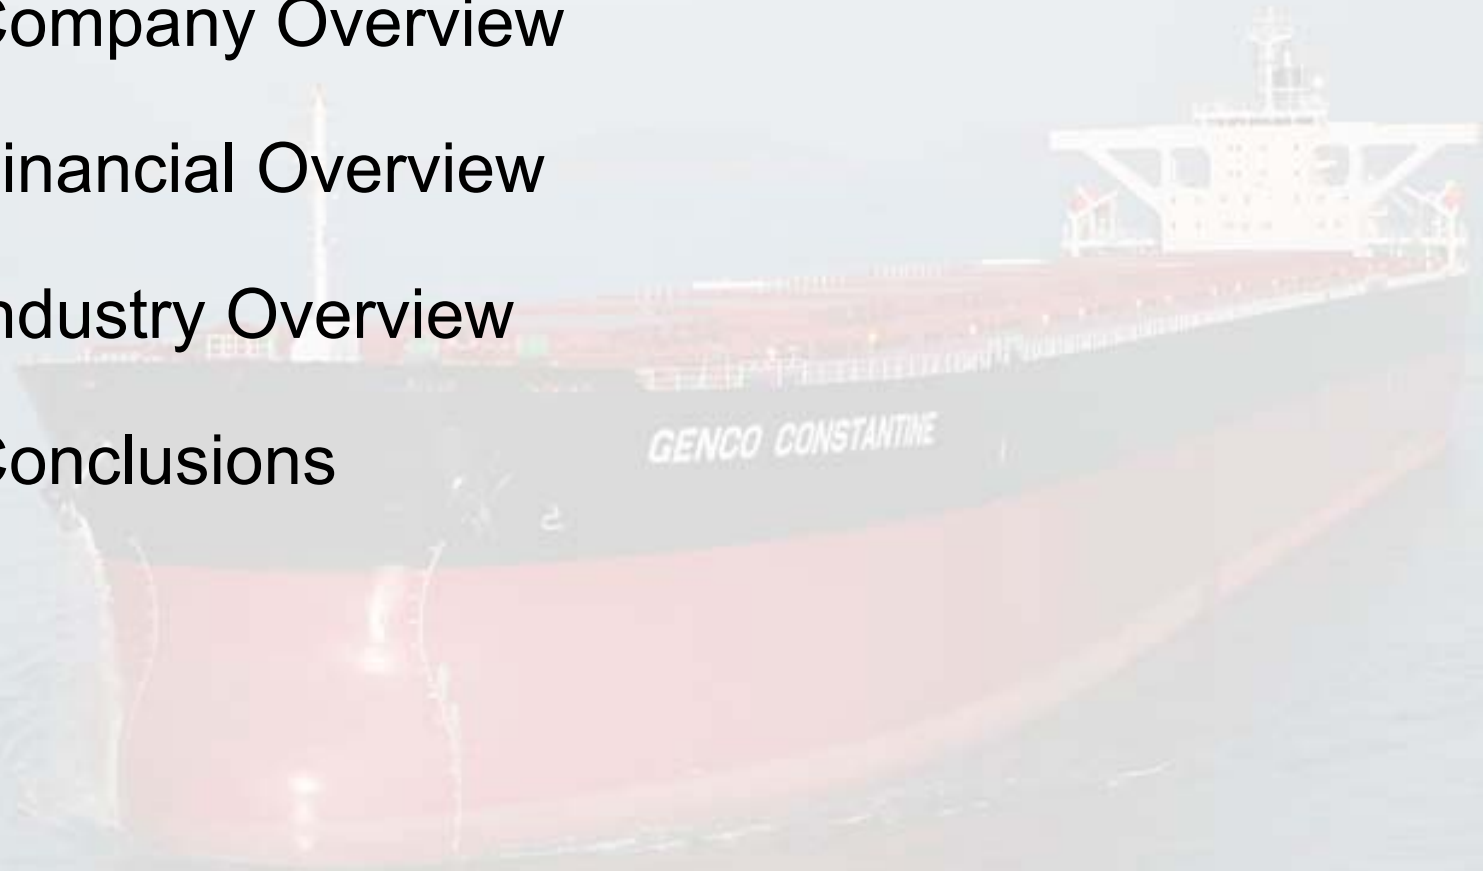 Company Overview
inancial Overview
ndustry Overview
Conclusions
GENCO CONSTANTINE